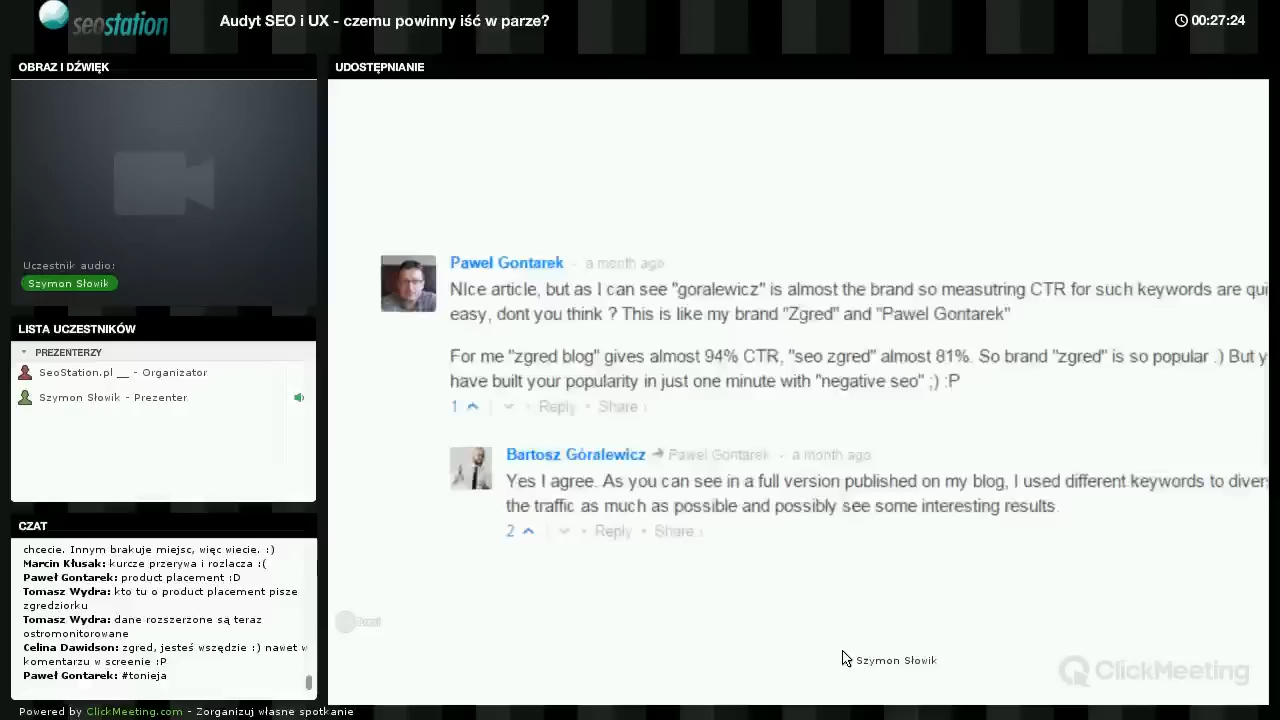 seostation
Audyt SEO i UX - czemu powinny iść w parze?
00:27:24
OBRAZ I DŹWIĘK
Uczestnik audio:
Szymon Słowik
LISTA UCZESTNIKÓW
PREZENTERZY
SeoStation.pl __ - Organizator
Szymon Słowik - Prezenter
CZAT
chcecie. Innym brakuje miejsc, więc wiecie. :)
Marcin Kłusak: kurcze przerywa i rozlacza :(
Paweł Gontarek: product placement :D
Tomasz Wydra: kto tu o product placement pisze
zgredziorku
Tomasz Wydra: dane rozszerzone są teraz
ostromonitorowane
Celina Dawidson: zgred, jesteś wszędzie :) nawet w
komentarzu w screenie :P
Paweł Gontarek: #tonieja
Powered by ClickMeeting.com - Zorganizuj własne spotkanie
UDOSTĘPNIANIE
Pawel Gontarek - a month ago
NIce article, but as I can see "goralewicz" is almost the brand so measutring CTR for such keywords are qui
easy, dont you think ? This is like my brand "Zgred" and "Pawel Gontarek"
For me "zgred blog" gives almost 94% CTR, "seo zgred" almost 81%. So brand "zgred" is so popular .) But y
have built your popularity in just one minute with "negative seo" ;) :P
1 Reply • Share ›
Bartosz Góralewicz Pawel Gontarek - a month ago
Yes I agree. As you can see in a full version published on my blog, I used different keywords to divers
the traffic as much as possible and possibly see some interesting results.
2 Reply • Share ›
Szymon Słowik
ClickMeeting